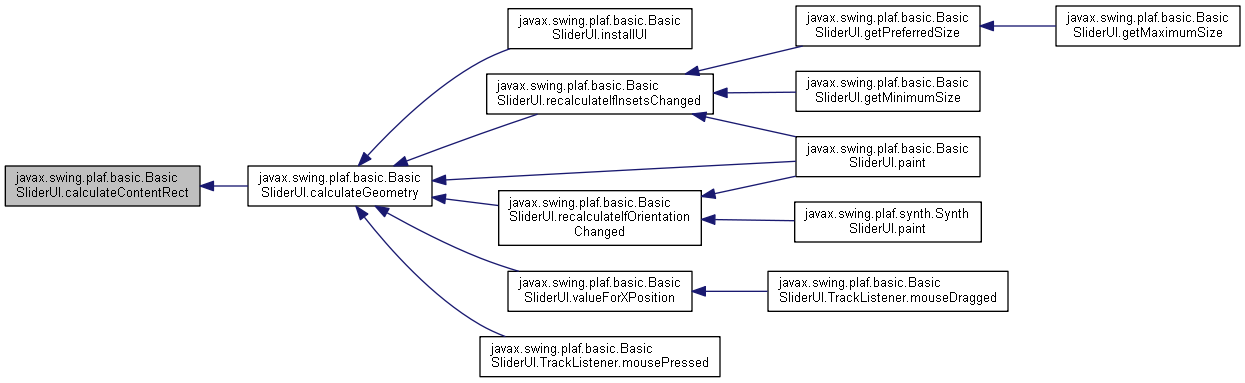 javax.swing.plaf.basic.Basic
SliderUI.calculateContentRect
javax.swing.plaf.basic.Basic
SliderUI.calculateGeometry
javax.swing.plaf.basic.Basic
SliderUI.installUI
javax.swing.plaf.basic.Basic
SliderUI.recalculateIfInsetsChanged
javax.swing.plaf.basic.Basic
SliderUI.getPreferredSize
javax.swing.plaf.basic.Basic
SliderUI.getMaximumSize
javax.swing.plaf.basic.Basic
SliderUI.getMinimumSize
javax.swing.plaf.basic.Basic
SliderUI.paint
javax.swing.plaf.basic.Basic
SliderUI.recalculateIfOrientation
Changed
javax.swing.plaf.synth.Synth
SliderUI.paint
javax.swing.plaf.basic.Basic
SliderUI.valueForXPosition
javax.swing.plaf.basic.Basic
SliderUI.TrackListener.mouseDragged
javax.swing.plaf.basic.Basic
SliderUI.TrackListener.mousePressed